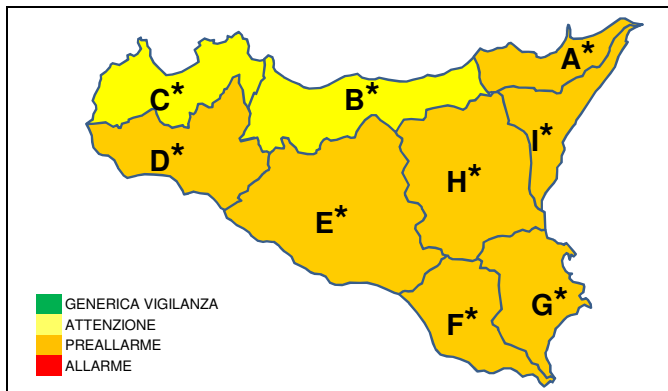 A*
C*
B*
I*
D*
H*
E*
G*
F*
GENERICA VIGILANZA
ATTENZIONE
PREALLARME
ALLARME